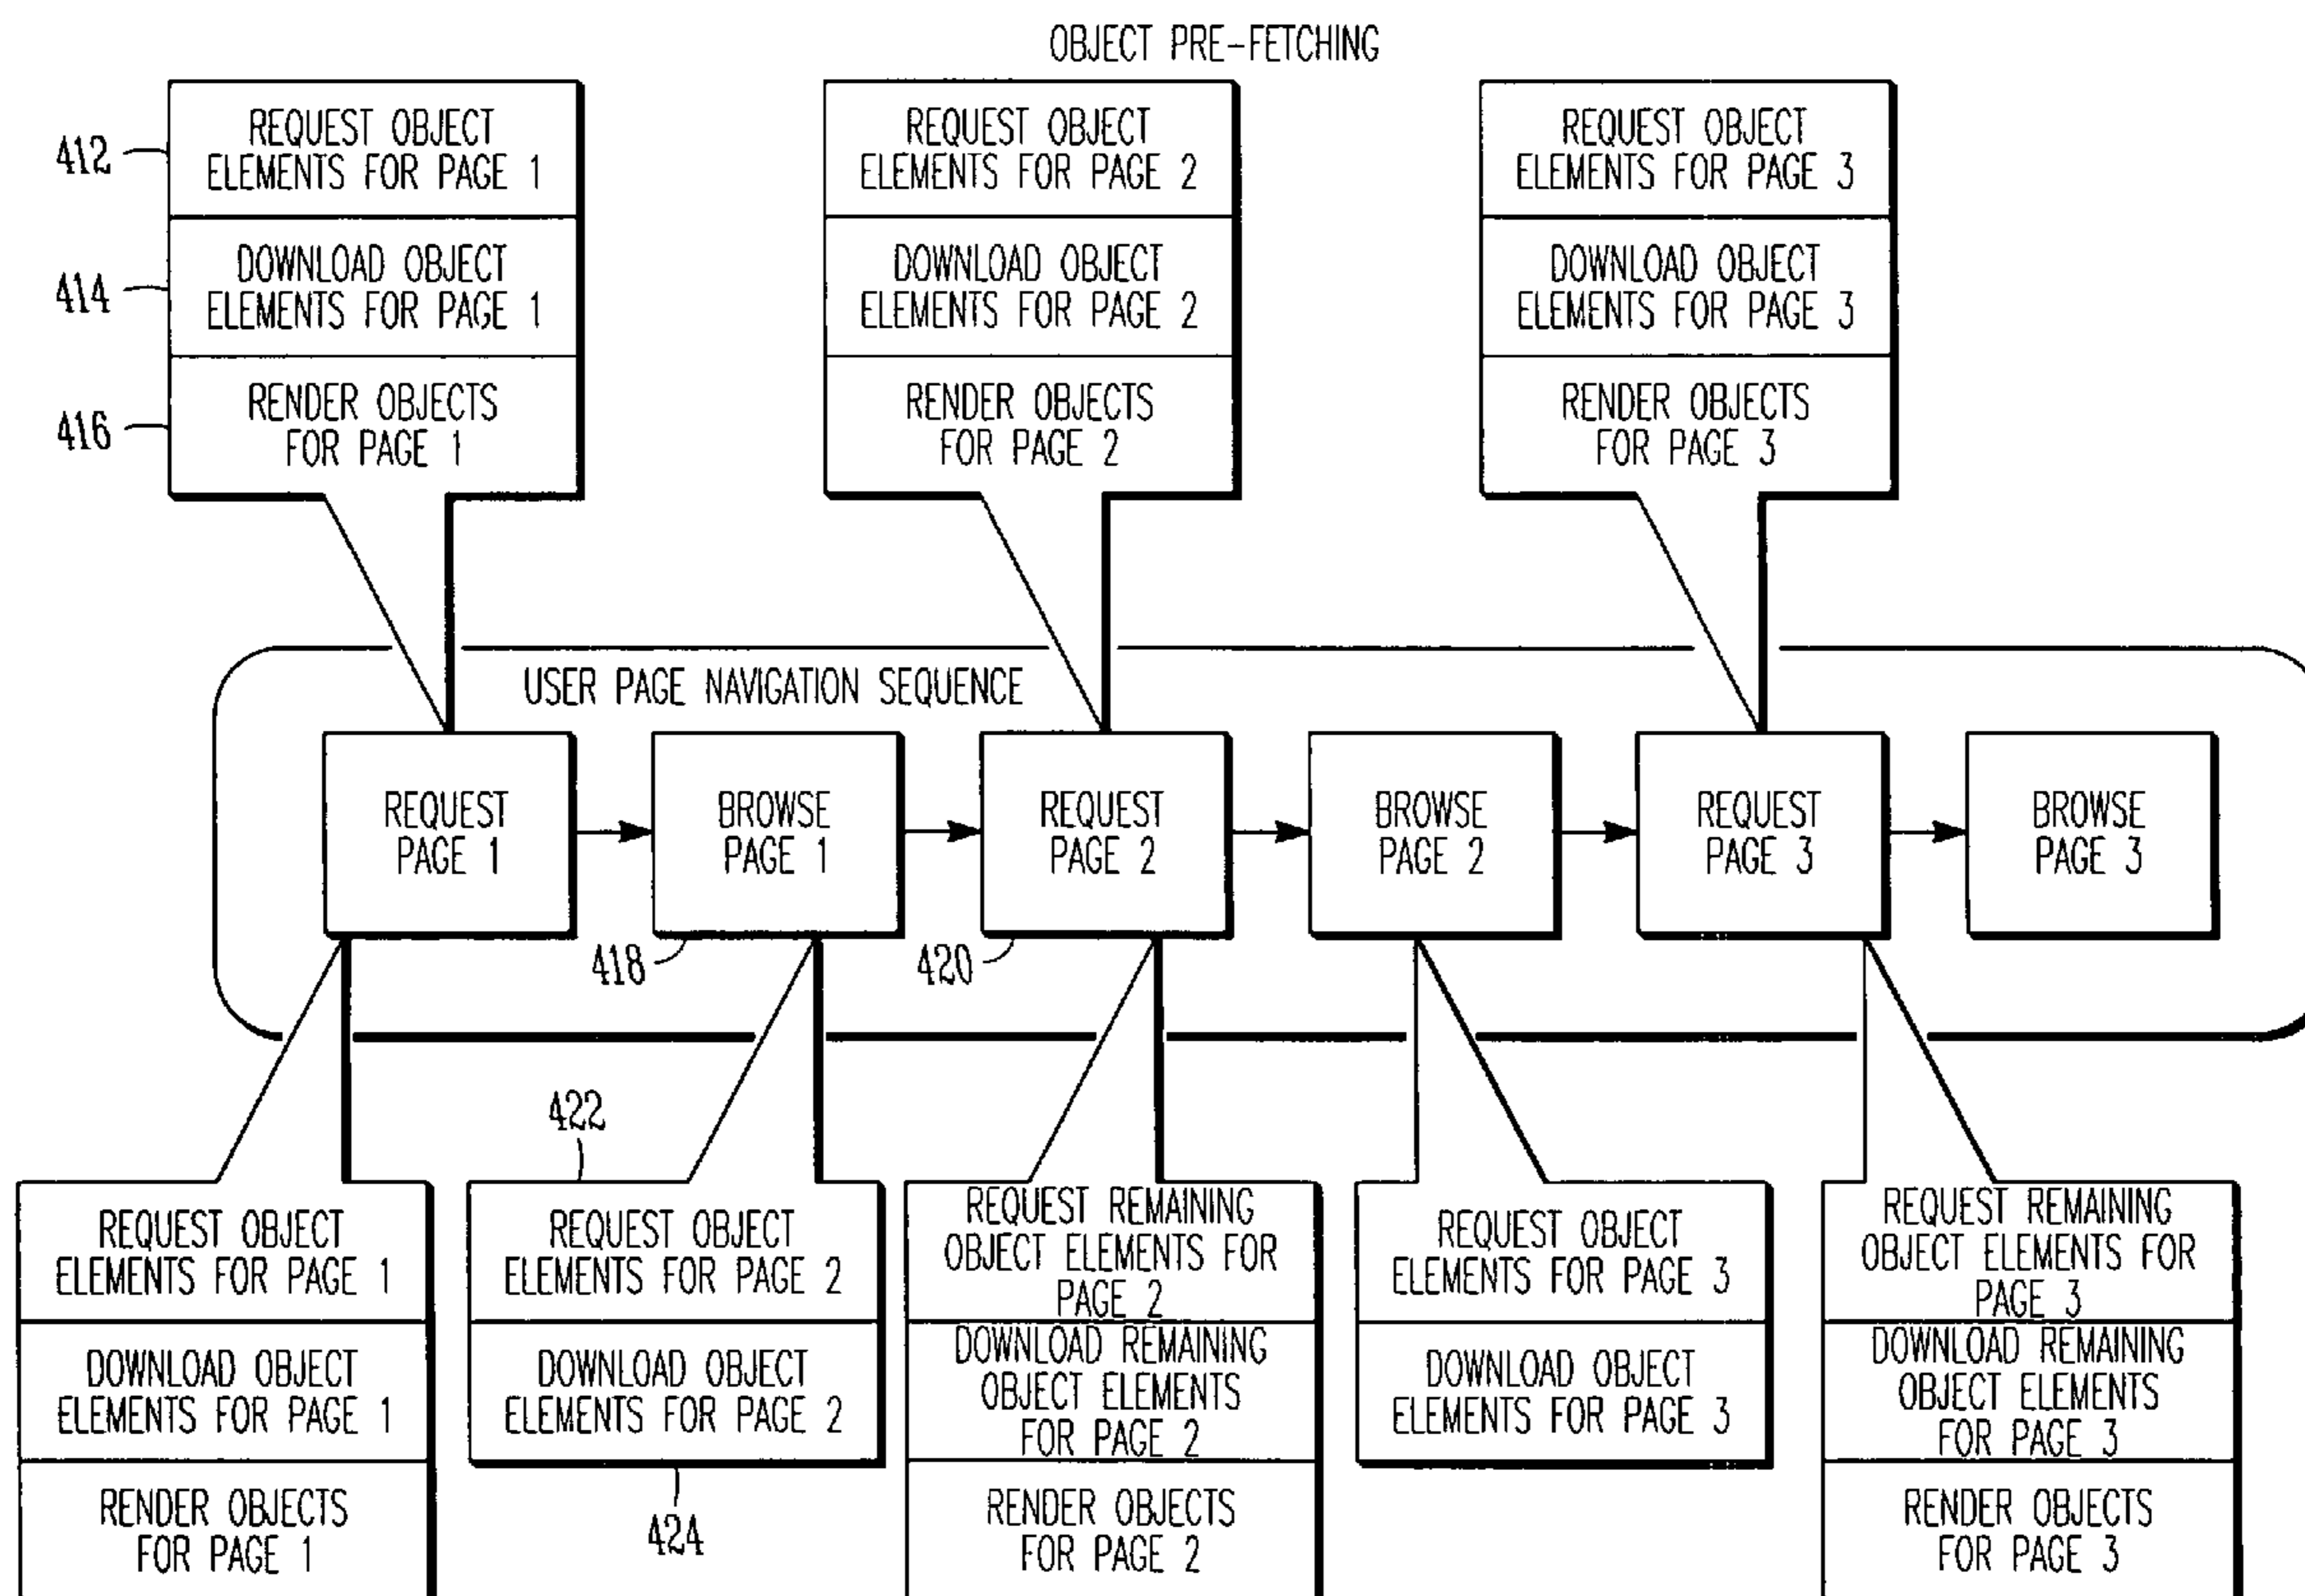 OBJECT PRE-FETCHING
412
REQUEST OBJECT
ELEMENTS FOR PAGE 1
414
DOWNLOAD OBJECT
ELEMENTS FOR PAGE 1
416
RENDER OBJECTS
FOR PAGE 1
REQUEST OBJECT
ELEMENTS FOR PAGE 2
DOWNLOAD OBJECT
ELEMENTS FOR PAGE 2
RENDER OBJECTS
FOR PAGE 2
REQUEST OBJECT
ELEMENTS FOR PAGE 3
DOWNLOAD OBJECT
ELEMENTS FOR PAGE 3
RENDER OBJECTS
FOR PAGE 3
USER PAGE NAVIGATION SEQUENCE
REQUEST
PAGE 1
BROWSE
PAGE 1
418
REQUEST
PAGE 2
420
BROWSE
PAGE 2
REQUEST
PAGE 3
BROWSE
PAGE 3
REQUEST OBJECT
ELEMENTS FOR PAGE 1
DOWNLOAD OBJECT
ELEMENTS FOR PAGE 1
RENDER OBJECTS
FOR PAGE 1
422
REQUEST OBJECT
ELEMENTS FOR PAGE 2
DOWNLOAD OBJECT
ELEMENTS FOR PAGE 2
424
REQUEST REMAINING
OBJECT ELEMENTS FOR
PAGE 2
DOWNLOAD REMAINING
OBJECT ELEMENTS
FOR PAGE 2
RENDER OBJECTS
FOR PAGE 2
REQUEST OBJECT
ELEMENTS FOR PAGE 3
DOWNLOAD OBJECT
ELEMENTS FOR PAGE 3
REQUEST REMAINING
OBJECT ELEMENTS FOR
PAGE 3
DOWNLOAD REMAINING
OBJECT ELEMENTS
FOR PAGE 3
RENDER OBJECTS
FOR PAGE 3